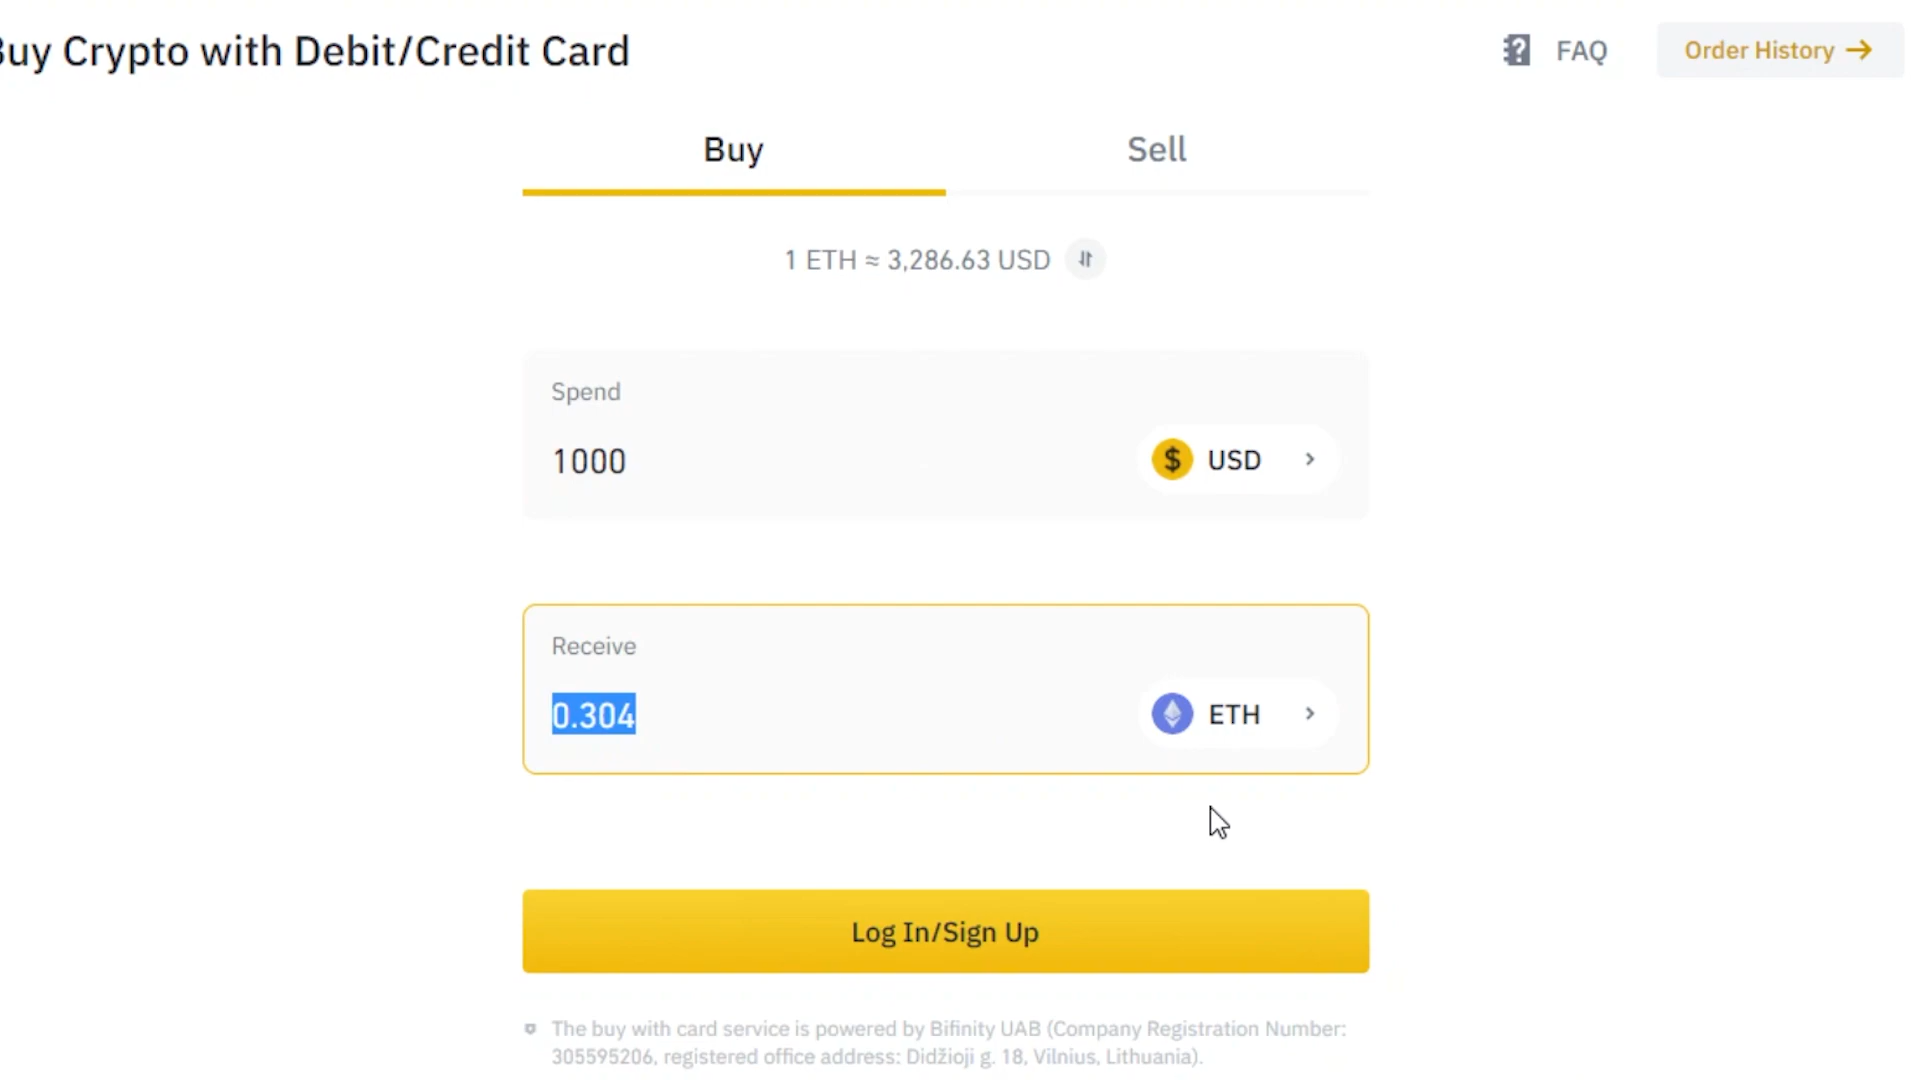 Buy Crypto with Debit/Credit Card
FAQ
Order History →
Buy
Sell
1 ETH ≈ 3,286.63 USD
Spend
1000
$ USD >
Receive
0.304
ETH >
Log In/Sign Up
The buy with card service is powered by Bifinity UAB (Company Registration Number:
305595206, registered office address: Didžioji g. 18, Vilnius, Lithuania).